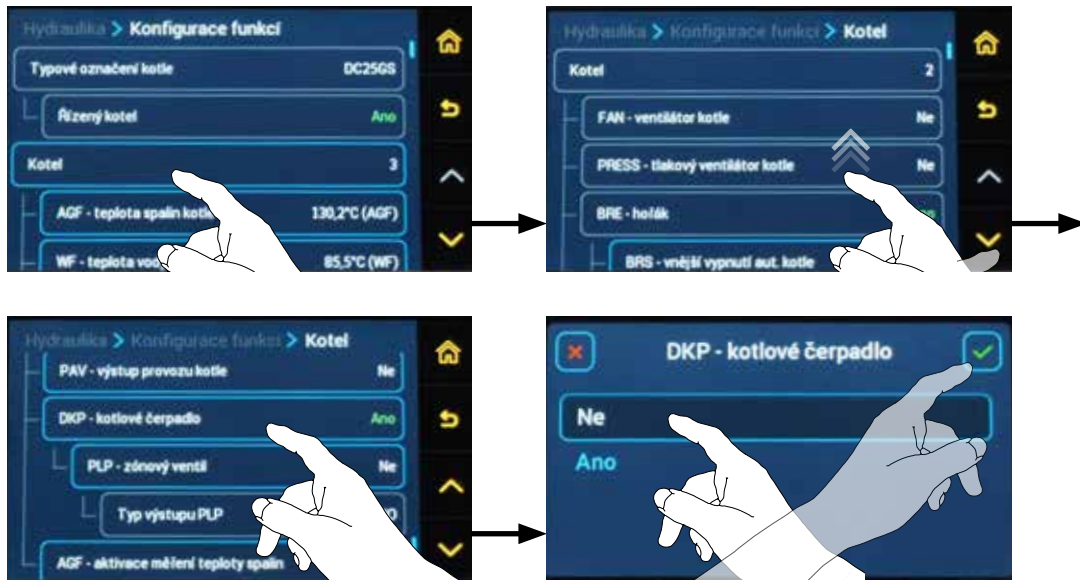 Hydraulika > Konfigurace funkcí
Typové označení kotle DC25GS
Řízený kotel Ano
Kotel 3
AGF - teplota spalin kotle 130,2°C (AGF)
WF - teplota 85,5°C (WF)
Hydraulika > Konfigurace funkcí > Kotel
Kotel 2
FAN - ventilátor kotle Ne
PRESS - tlakový ventilátor kotle Ne
BRE - hořák
BRS - vnější vypnutí aut. kotle
Hydraulika > Konfigurace funkcí > Kotel
PAV - výstup provozu kotle Ne
DKP - kotlové čerpadlo Ano
PLP - zónový ventil Ne
Typ výstupu PLP
AGF - aktivace měření teploty spalin
DKP - kotlové čerpadlo
Ne
Ano